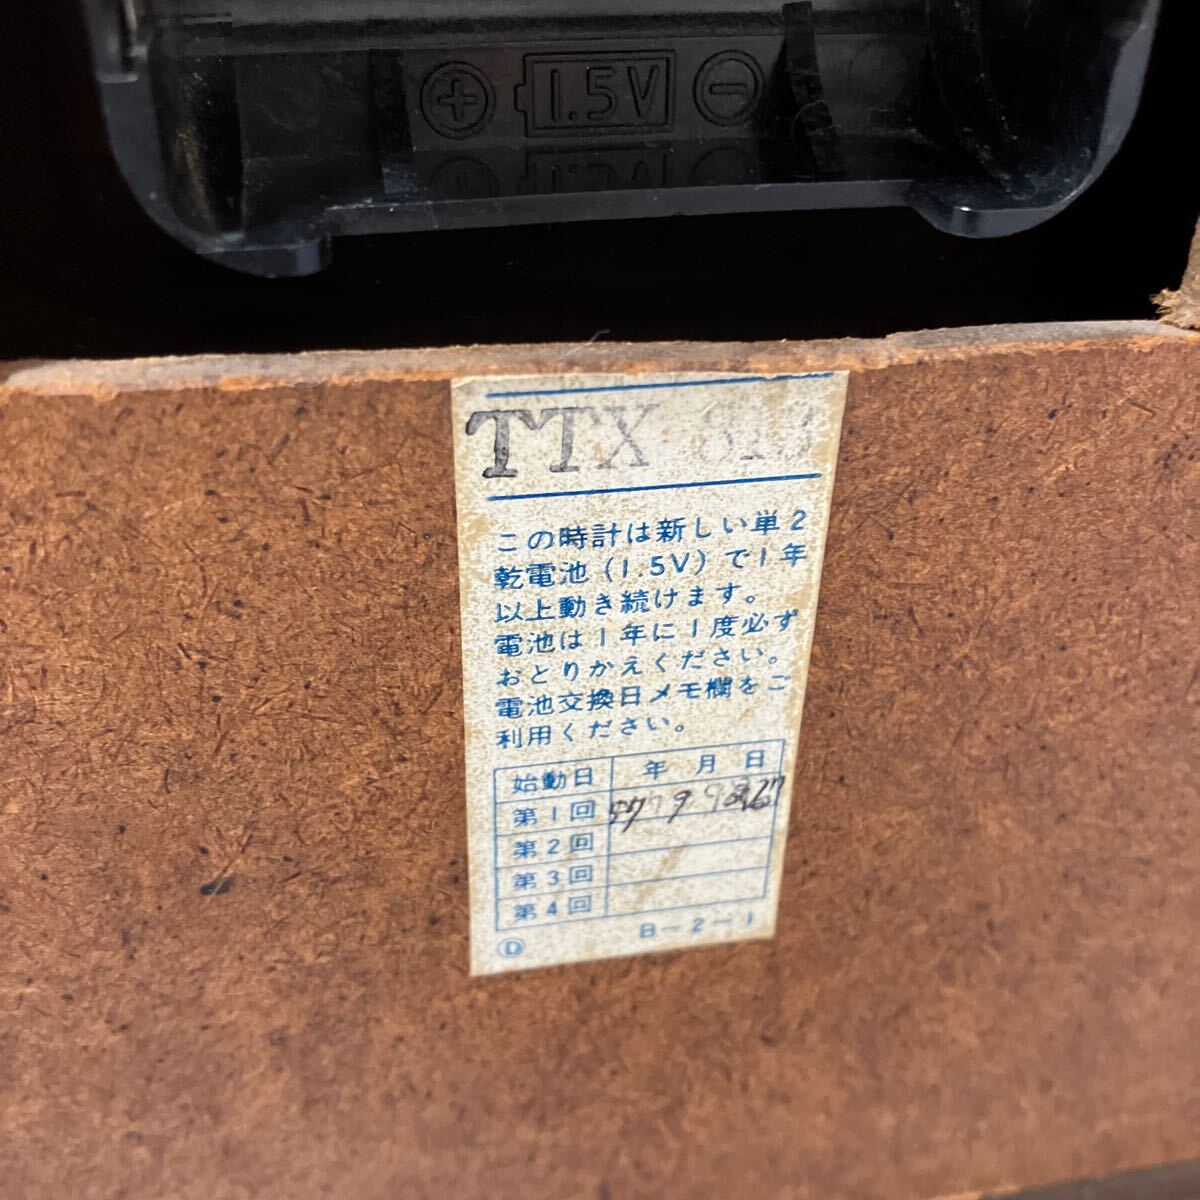 ⊕ 1.5V ⊖
TTX
この時計は新しい単2
乾電池(1.5V)で1年
以上動き続けます。
電池は1年に1度必ず
おとりかえください。
電池交換日メモ欄をご
利用ください。
始動日 年 月 日
第1回
第2回
第3回
第4回
Ⓓ B-2-1